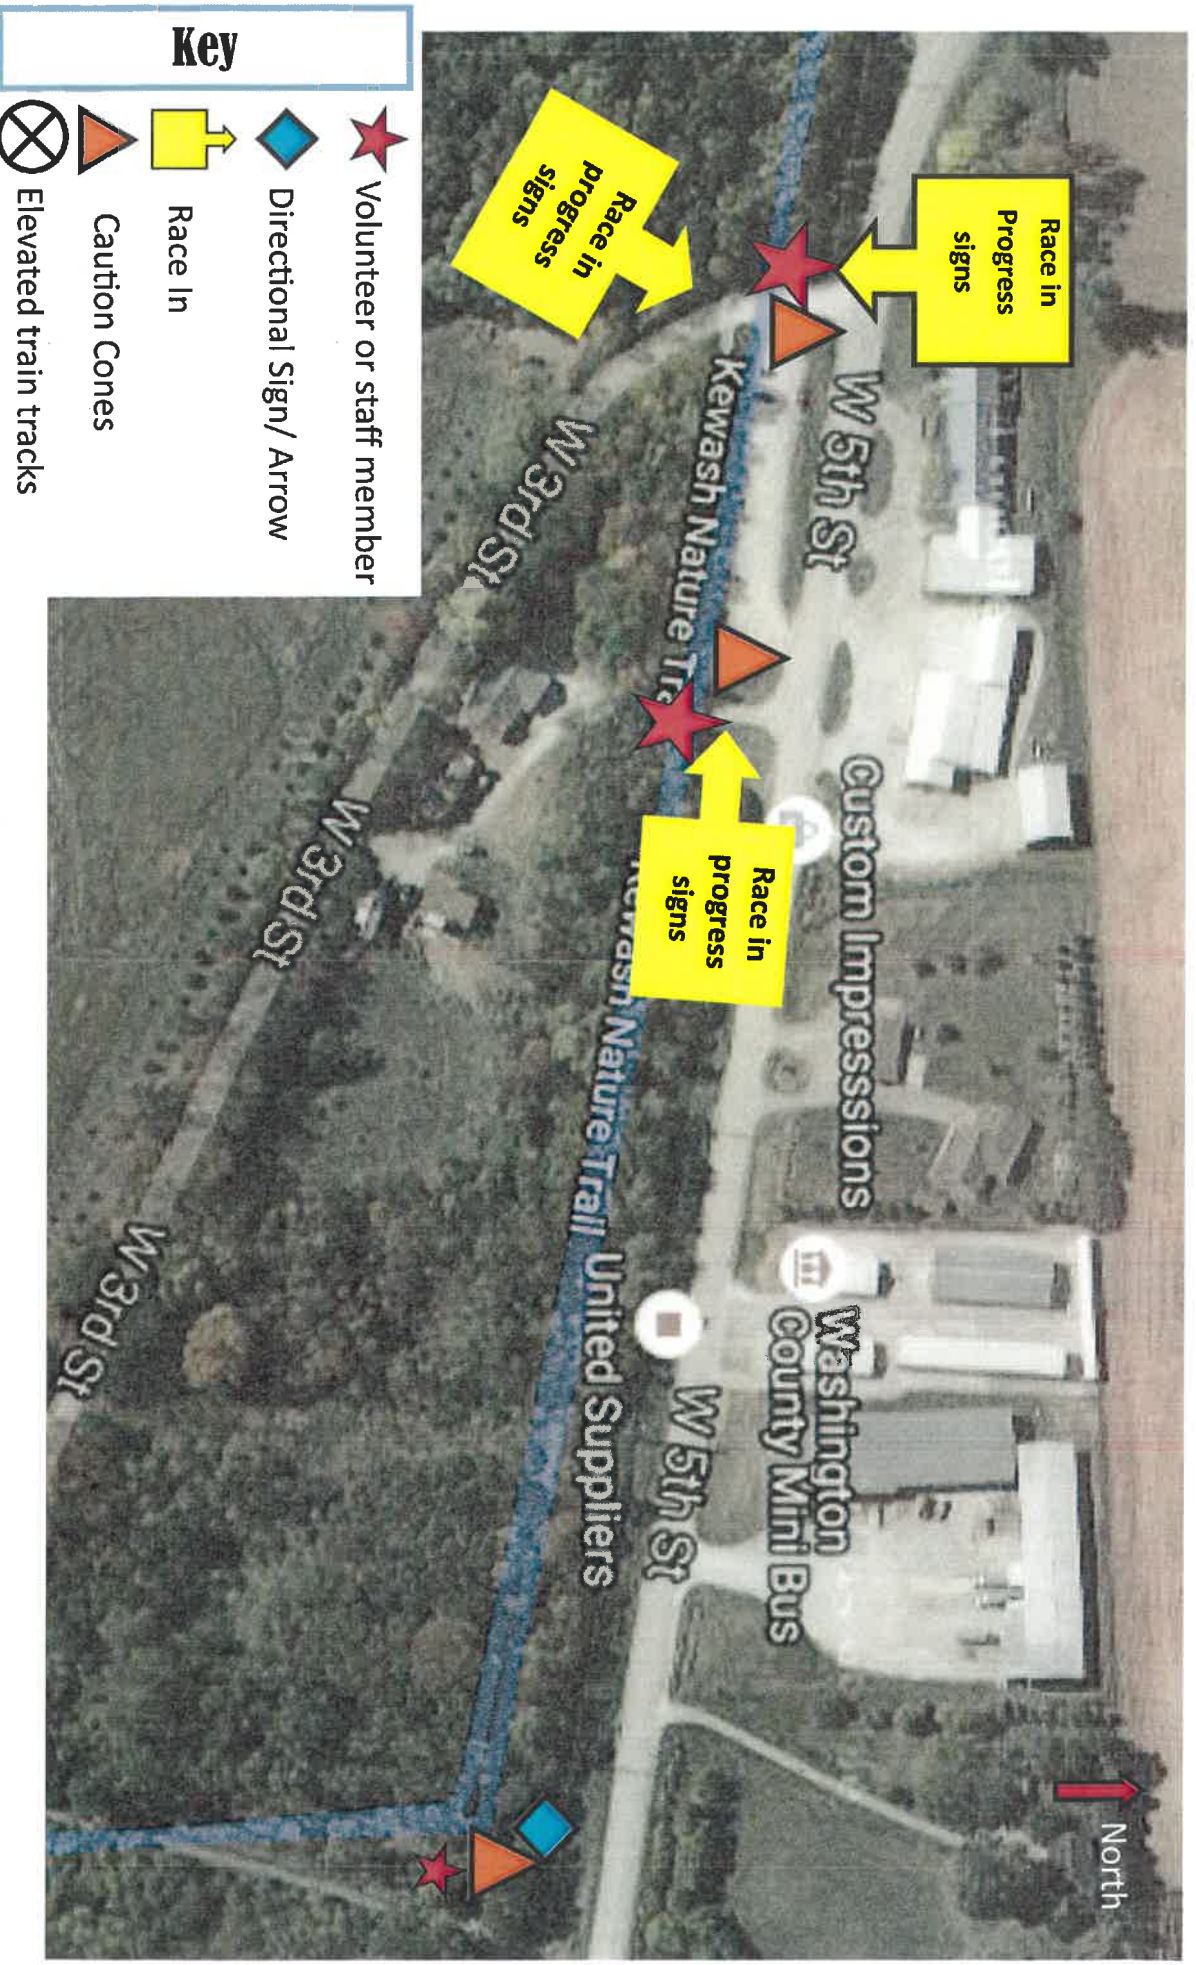 North
Race in
Progress
signs
W 5th St
Custom Impresssions
Washington
County Mini Bus
Race in
progress
signs
Kewash Nature Tra
Kewash Nature Trail
United Suppliers
W 5th St
Race in
progress
signs
W 3rd St
W 3rd St
W 3rd St
Key
Volunteer or staff member
Directional Sign/ Arrow
Race In
Caution Cones
Elevated train tracks